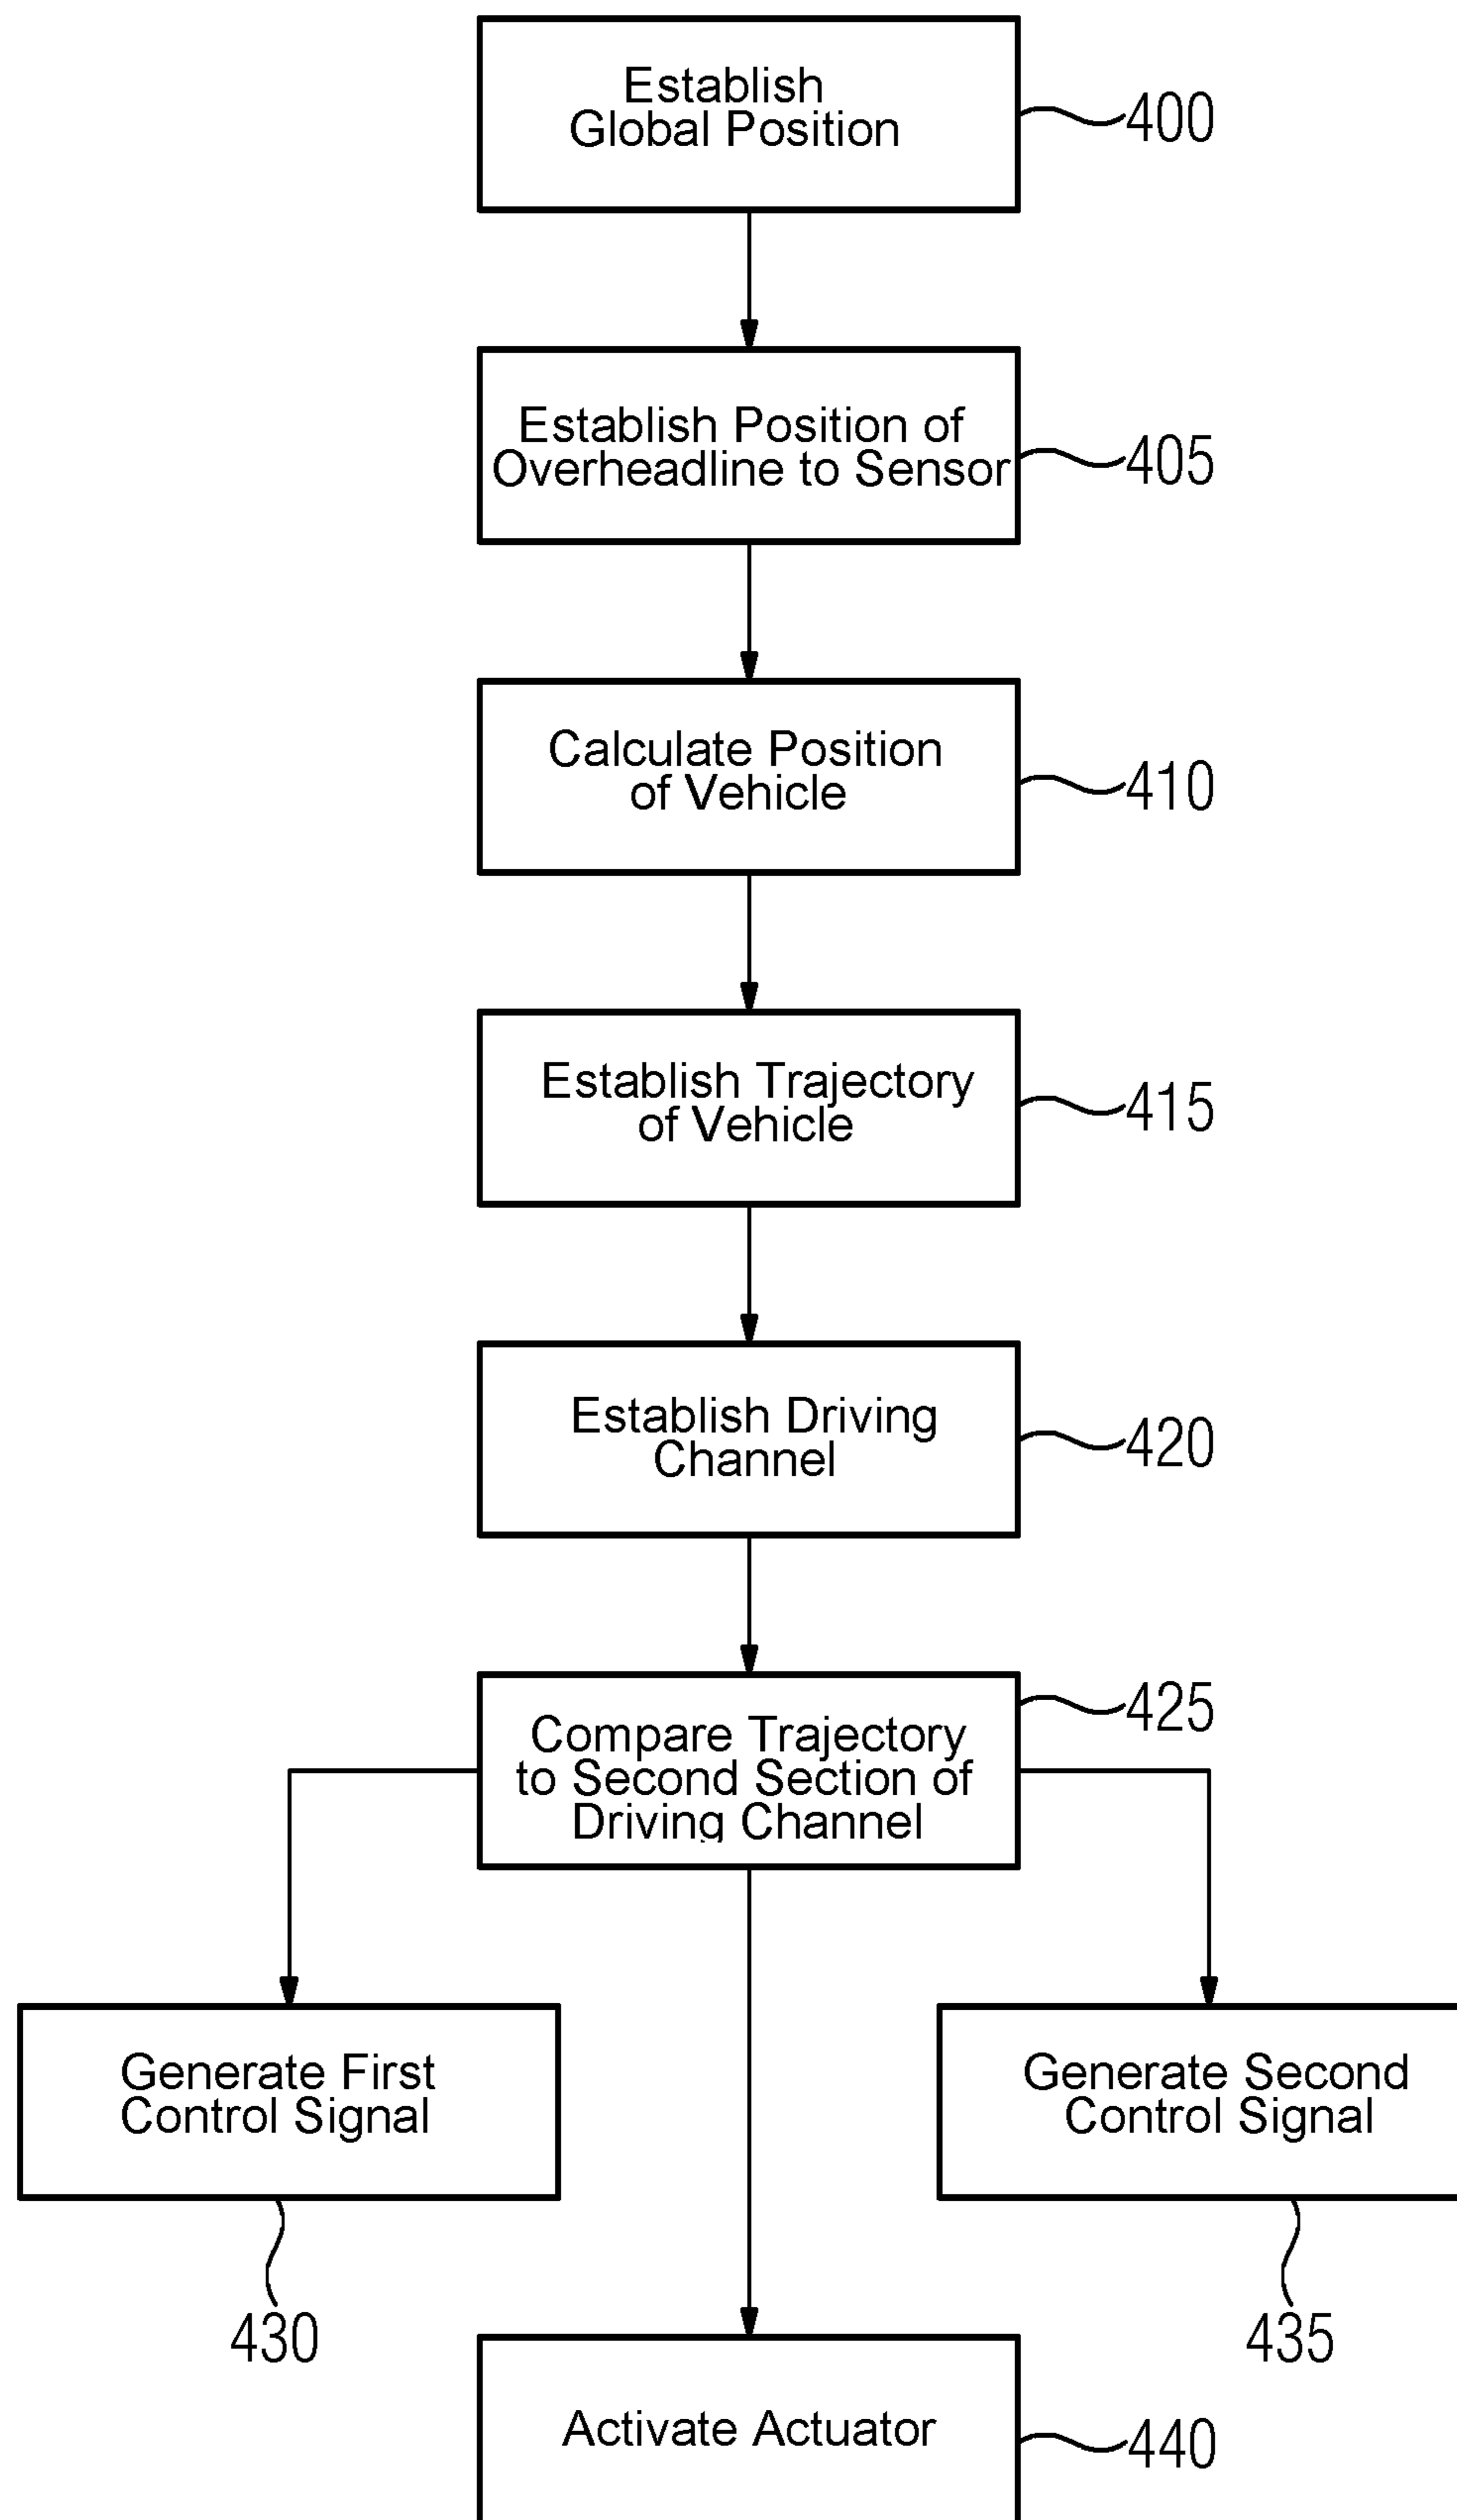 Establish
Global Position
400
Establish Position of
Overheadline to Sensor
405
Calculate Position
of Vehicle
410
Establish Trajectory
of Vehicle
415
Establish Driving
Channel
420
Compare Trajectory
to Second Section of
Driving Channel
425
Generate First
Control Signal
430
Generate Second
Control Signal
435
Activate Actuator
440